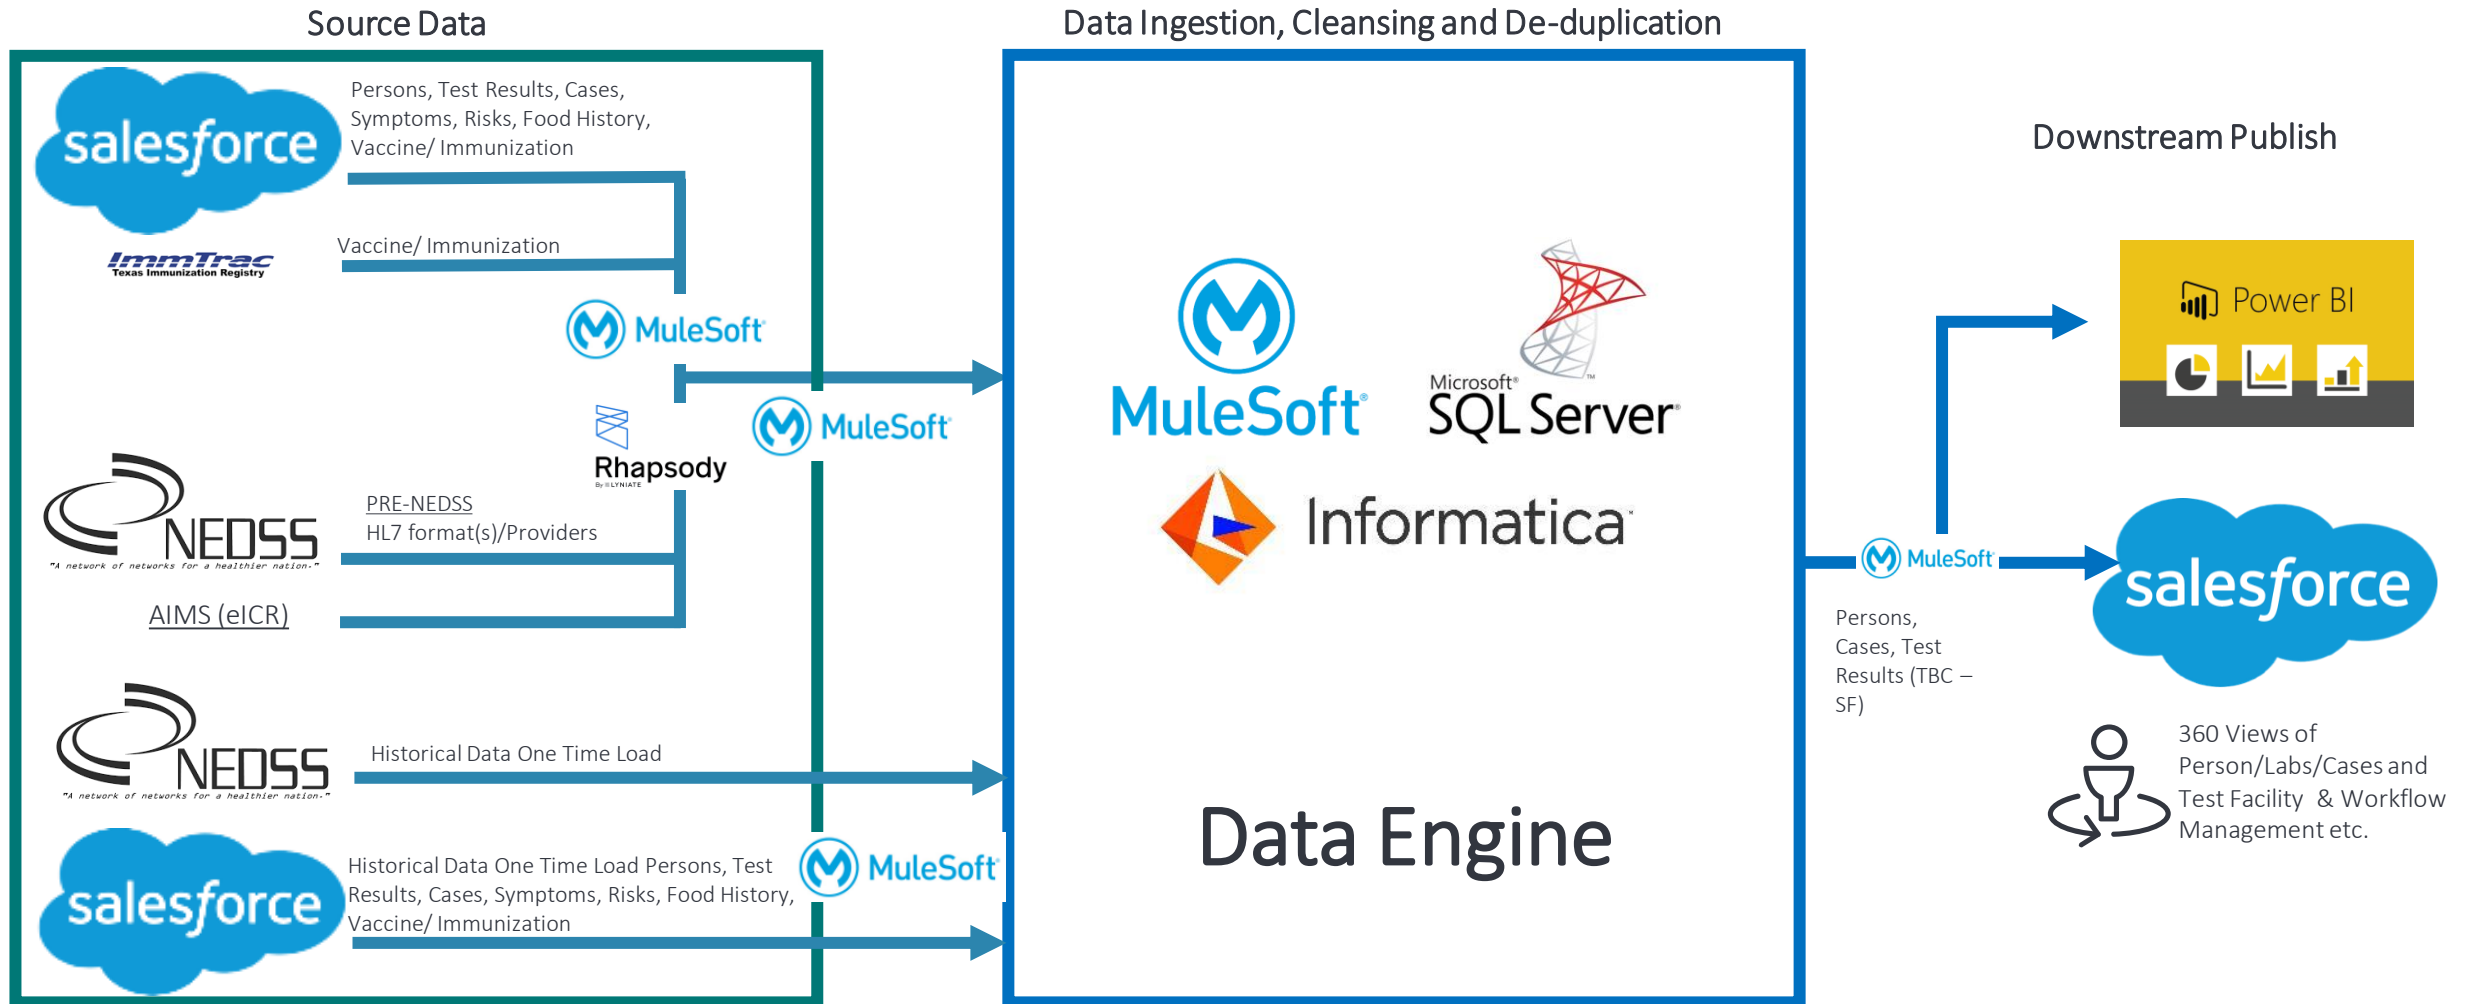 Source Data
Data Ingestion, Cleansing and De-duplication
Downstream Publish
salesforce
Persons, Test Results, Cases,
Symptoms, Risks, Food History,
Vaccine/ Immunization
ImmTrac
Texas Immunization Registry
Vaccine/ Immunization
MuleSoft®
MuleSoft®
Rhapsody
By LYNIATE
NEDSS
"A network of networks for a healthier nation."
PRE-NEDSS
HL7 format(s)/Providers
AIMS (eICR)
NEDSS
"A network of networks for a healthier nation."
Historical Data One Time Load
salesforce
Historical Data One Time Load Persons, Test
Results, Cases, Symptoms, Risks, Food History,
Vaccine/ Immunization
MuleSoft®
MuleSoft®
TM
Microsoft®
SQL Server®
Informatica
Data Engine
MuleSoft®
Persons,
Cases, Test
Results (TBC –
SF)
Power BI
salesforce
360 Views of
Person/Labs/Cases and
Test Facility & Workflow
Management etc.